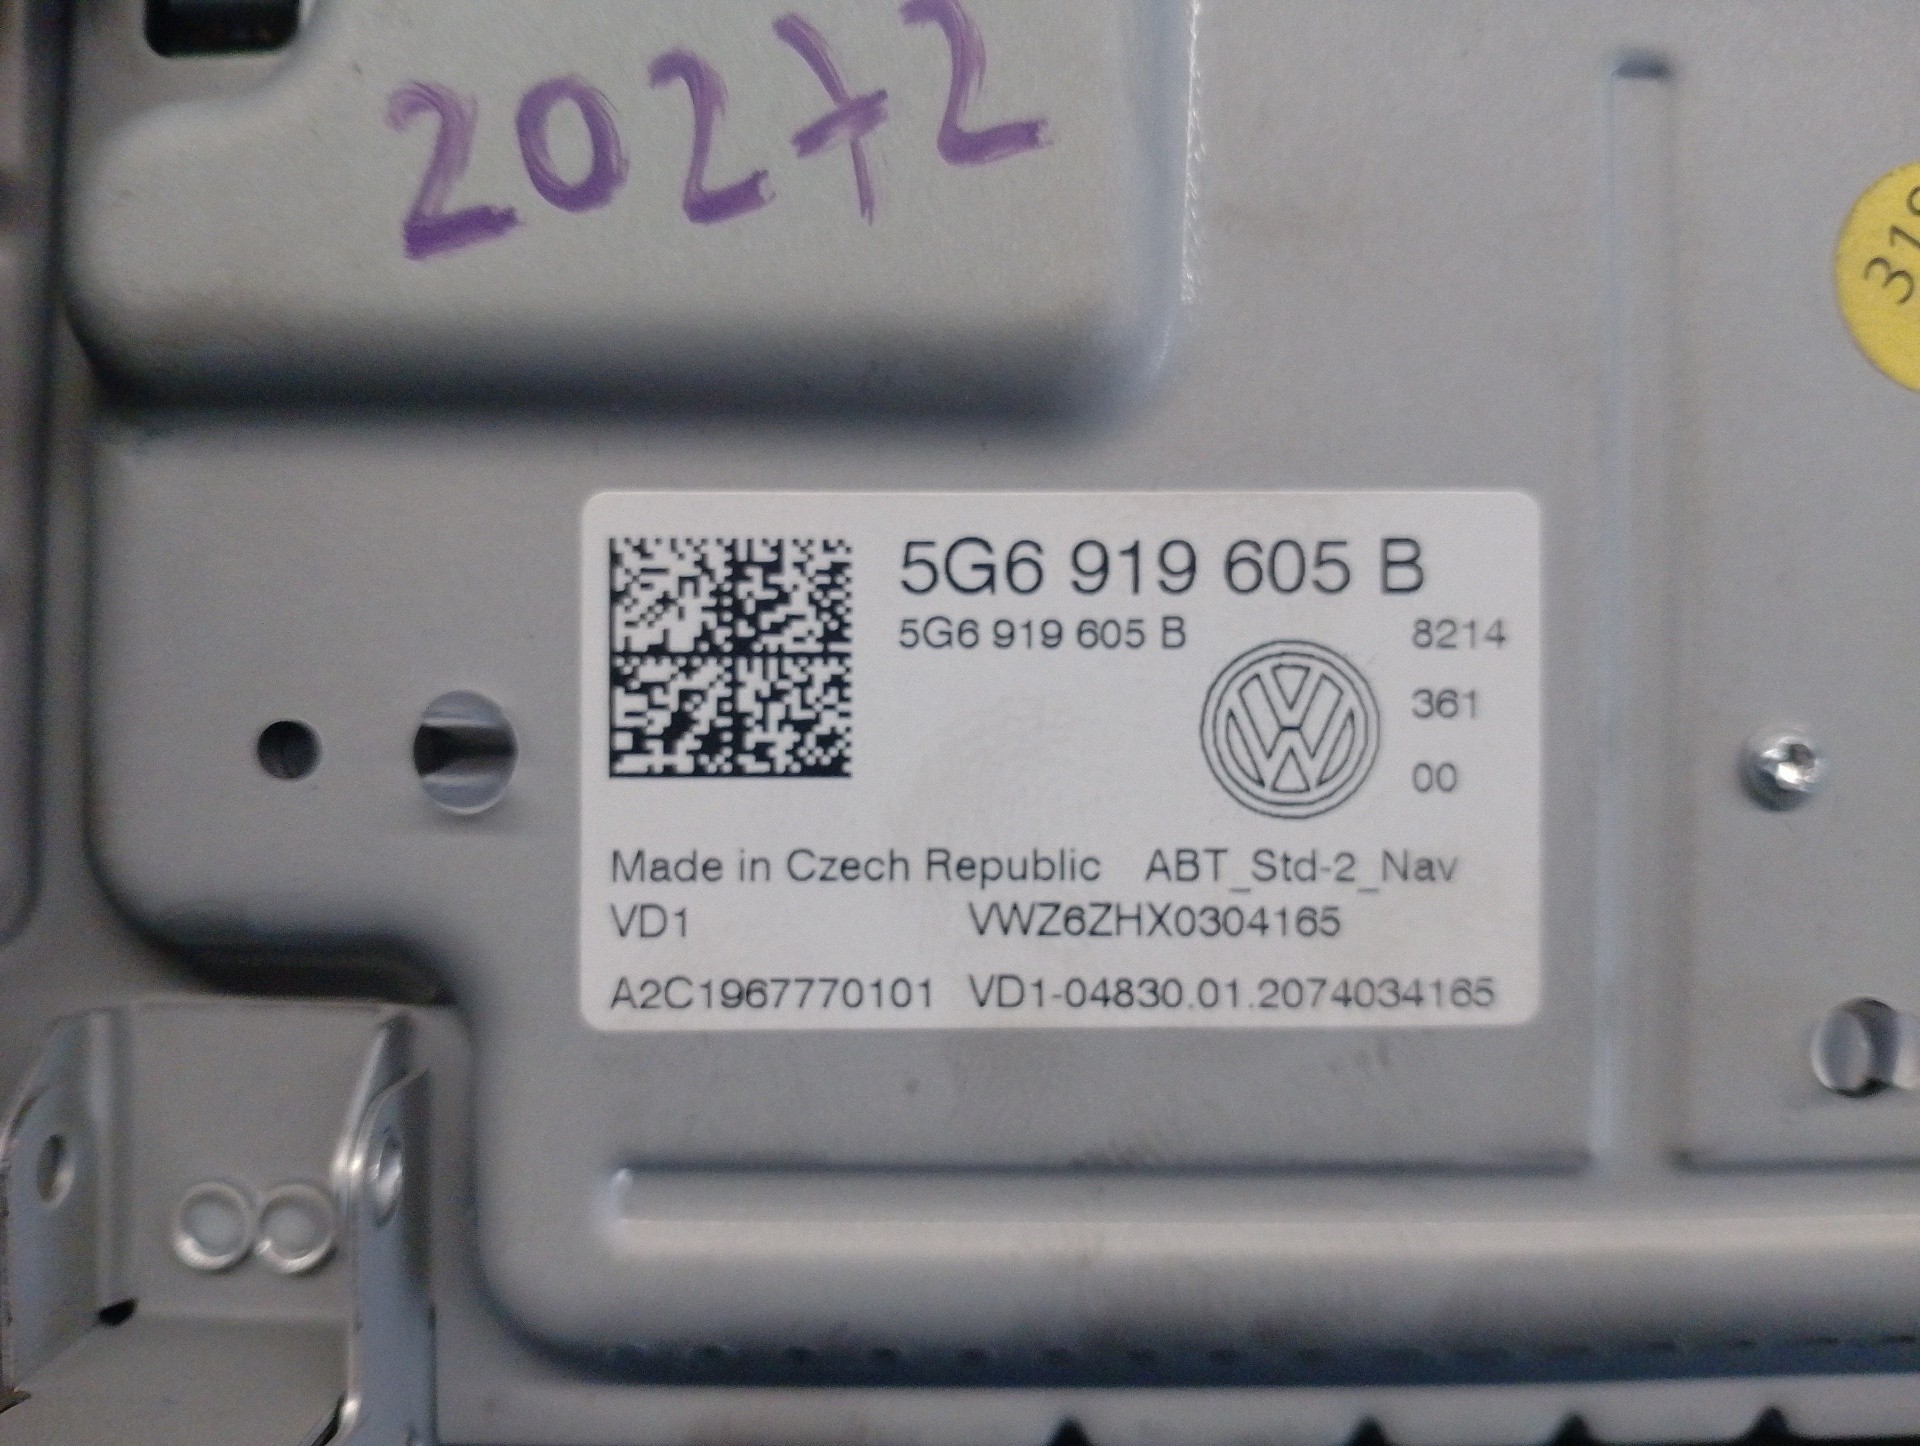 20272
319
5G6 919 605 B
5G6 919 605 B 8214
361
00
Made in Czech Republic ABT_Std-2_Nav
VD1 VWZ6ZHX0304165
A2C1967770101 VD1-04830.01.2074034165